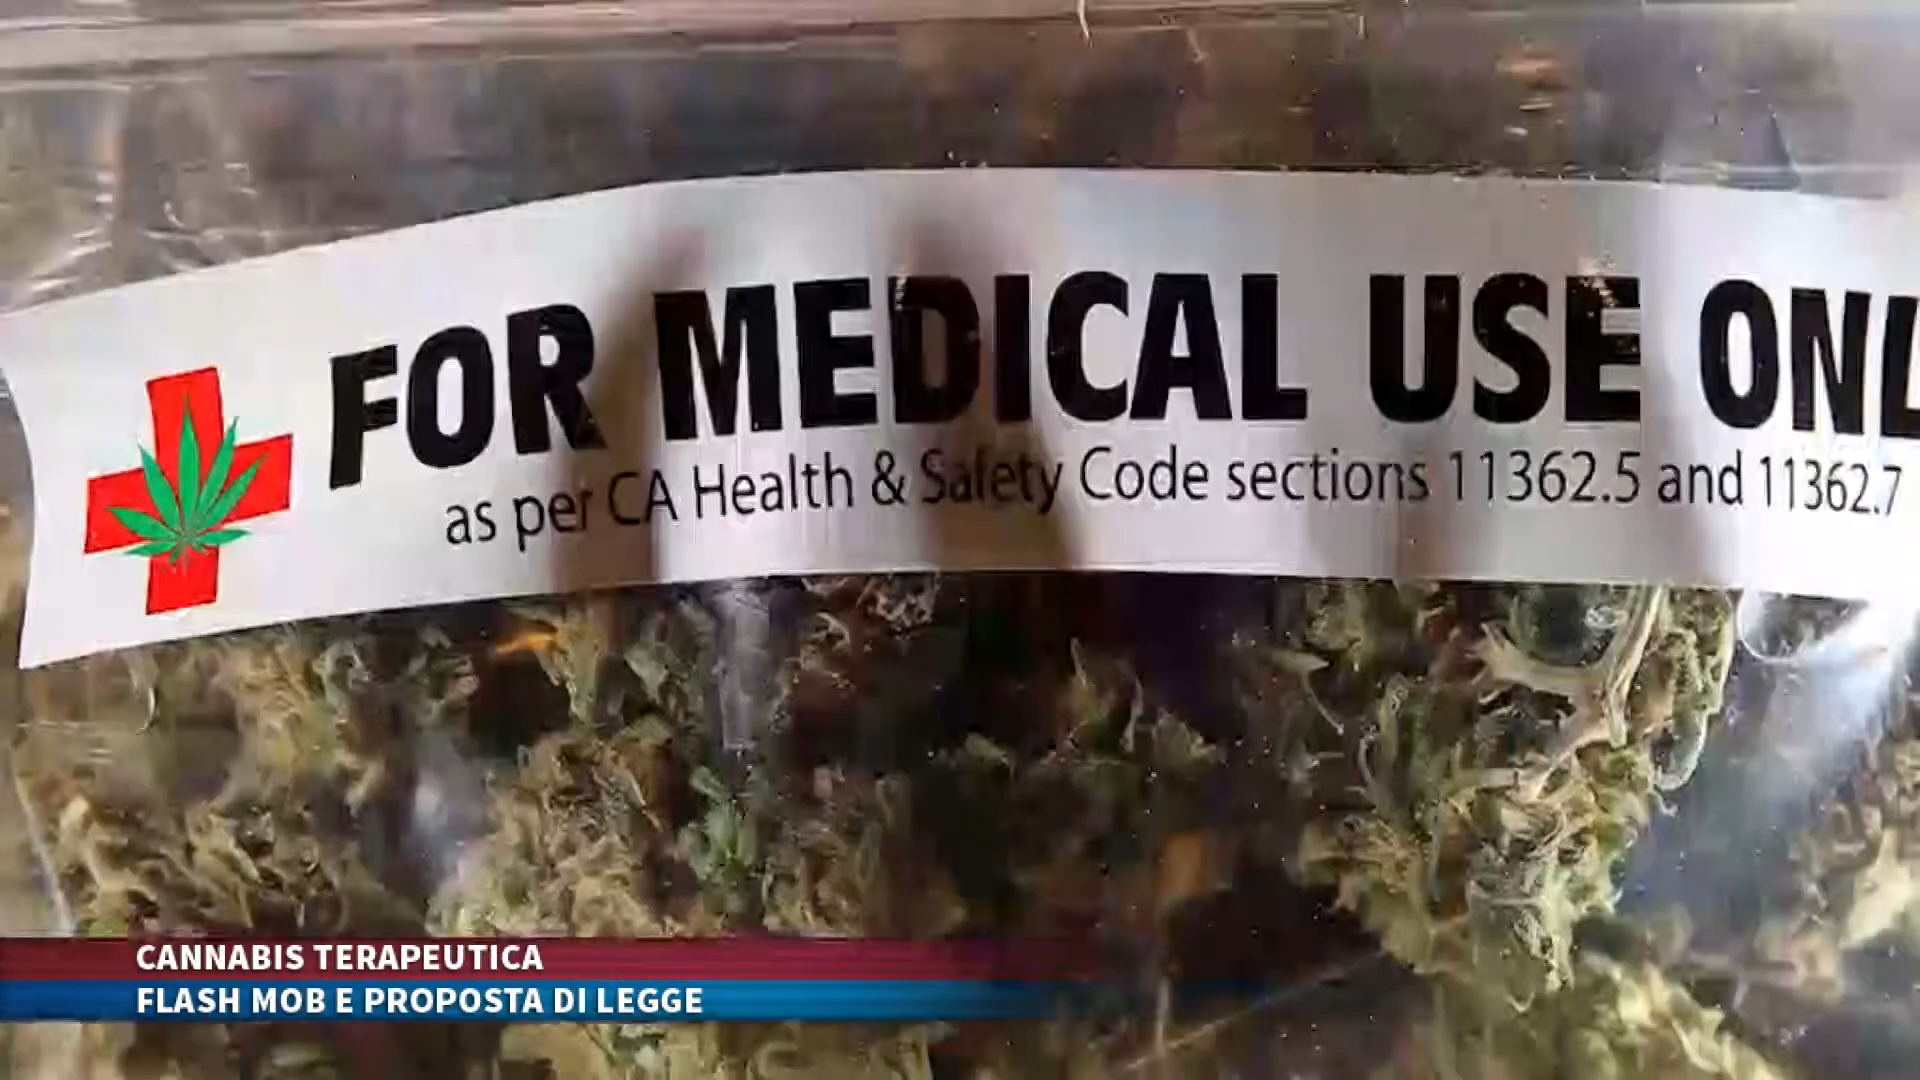 FOR MEDICAL USE ONL
as per CA Health & Safety Code sections 11362.5 and 11362.7
CANNABIS TERAPEUTICA
FLASH MOB E PROPOSTA DI LEGGE